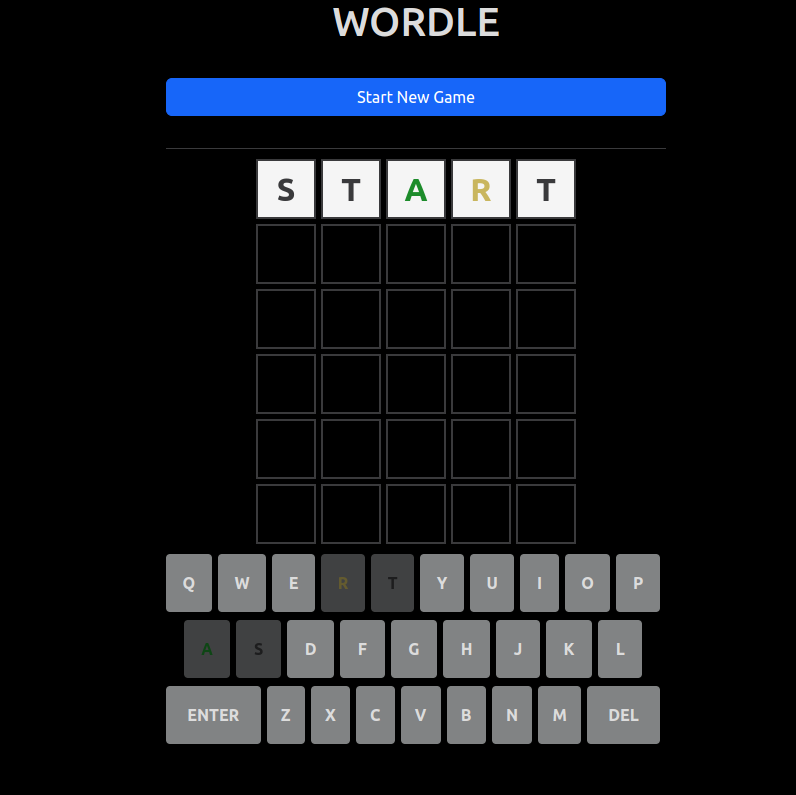 WORDLE
Start New Game
S T A R T
Q W E R T Y U I O P
A S D F G H J K L
ENTER Z X C V B N M DEL